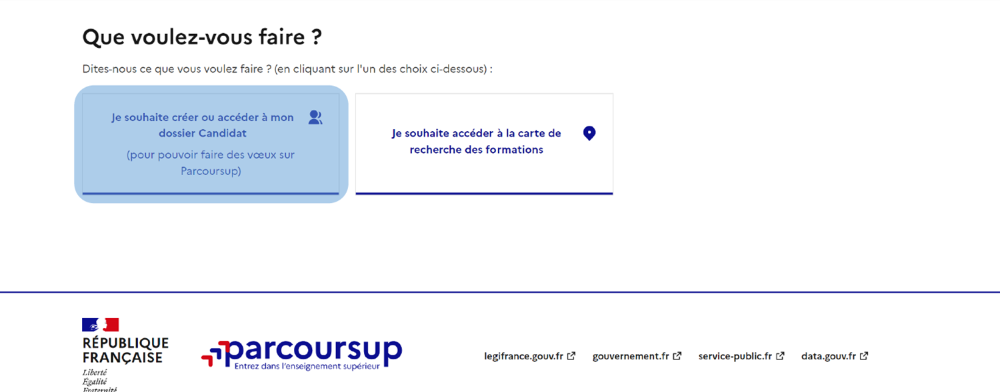 Que voulez-vous faire ?
Dites-nous ce que vous voulez faire ? (en cliquant sur l'un des choix ci-dessous) :
Je souhaite créer ou accéder à mon
dossier Candidat
(pour pouvoir faire des vœux sur
Parcoursup)
Je souhaite accéder à la carte de
recherche des formations
RÉPUBLIQUE
FRANÇAISE
Liberté
Égalité
Fraternité
parcoursup
Entrez dans l'enseignement supérieur
legifrance.gouv.fr
gouvernement.fr
service-public.fr
data.gouv.fr